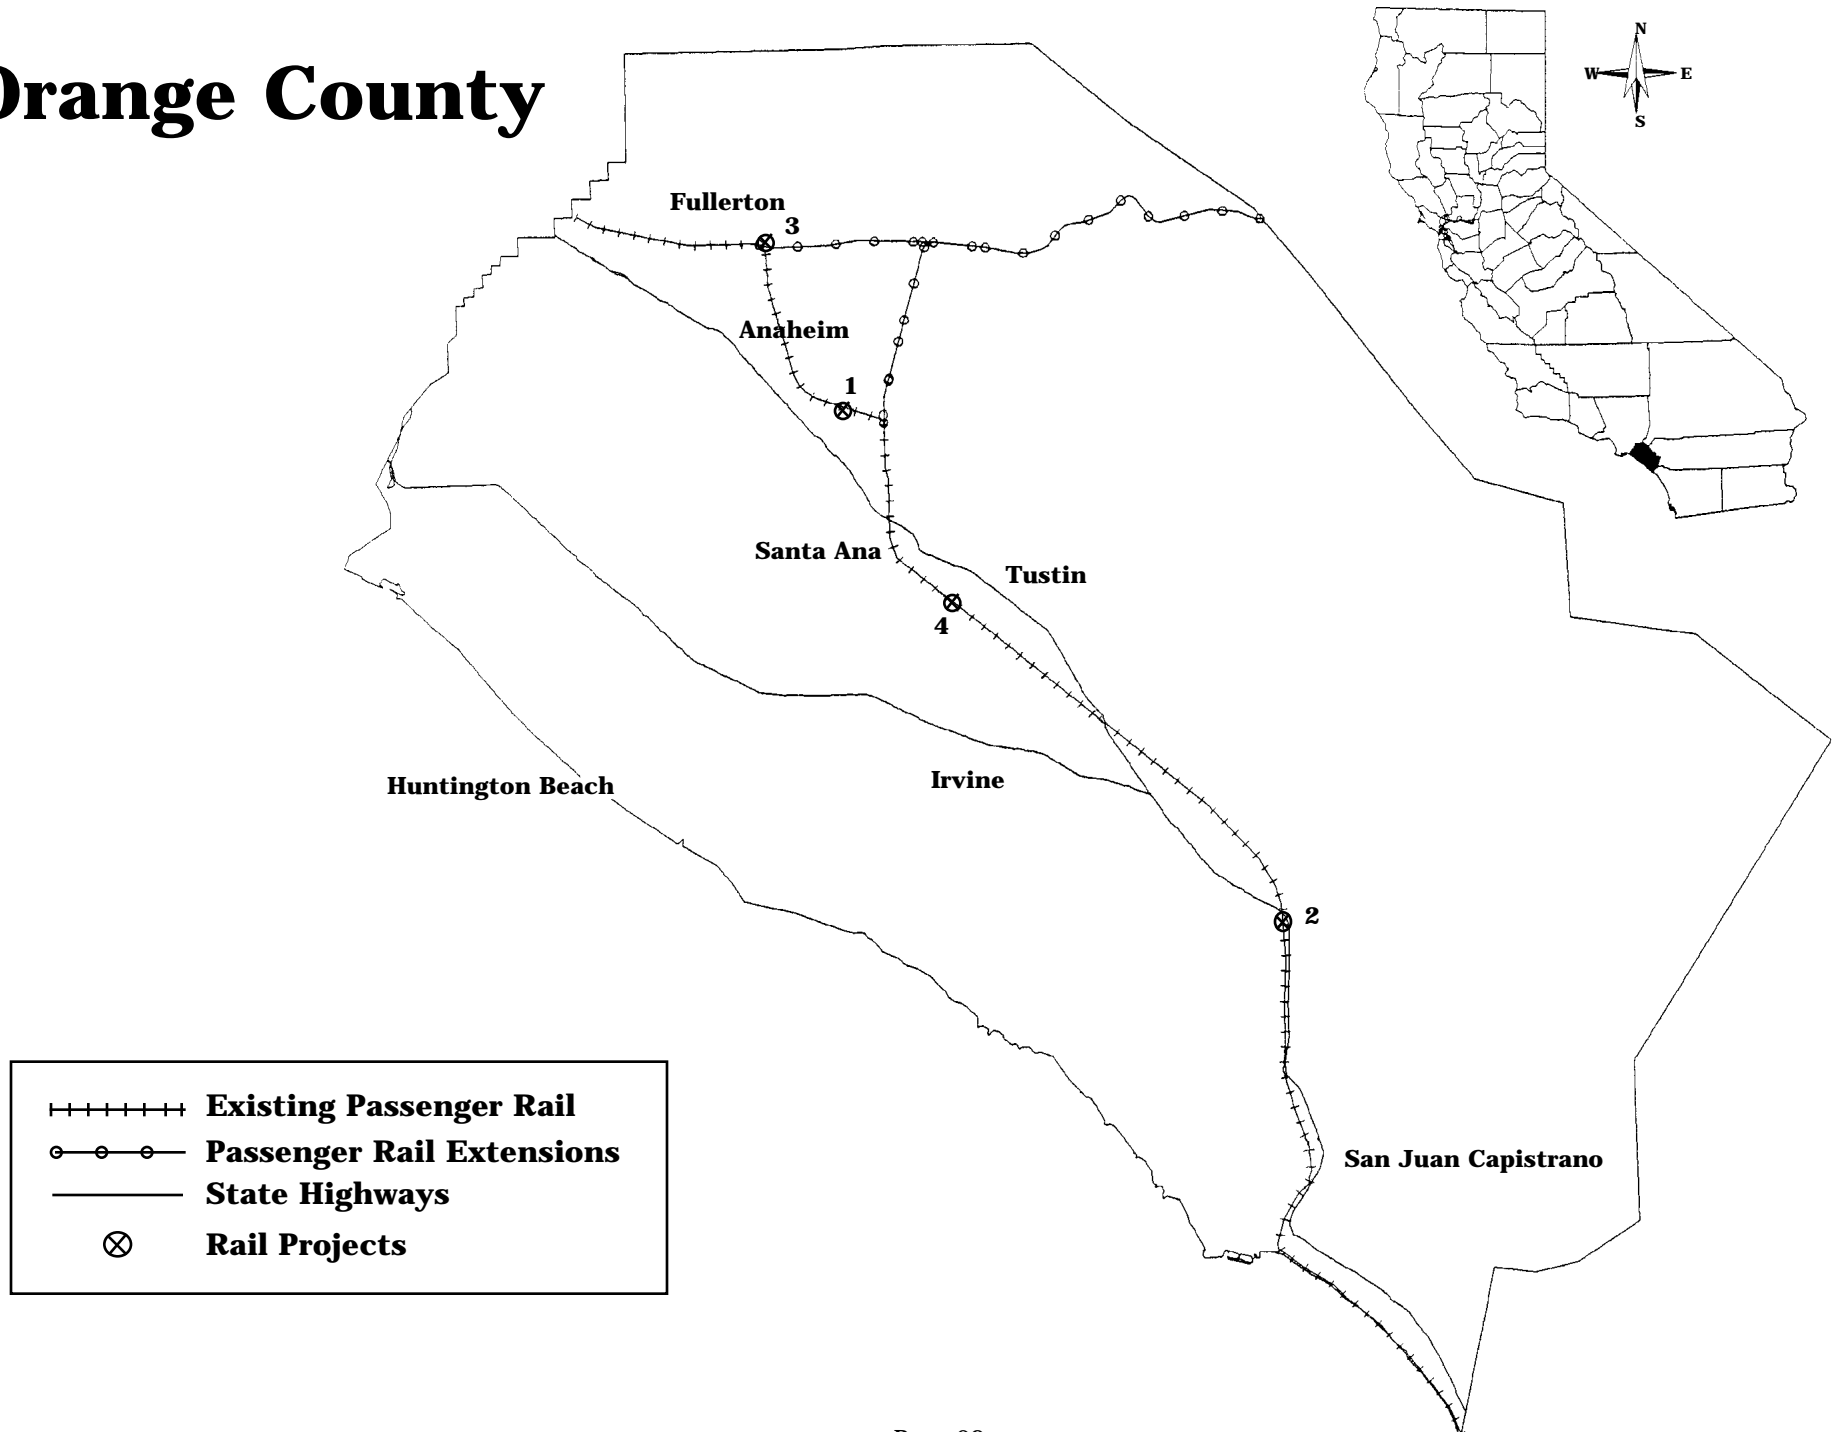 Orange County
N
W E
S
Fullerton
3
Anaheim
1
Santa Ana
Tustin
4
Huntington Beach
Irvine
2
San Juan Capistrano
Existing Passenger Rail
Passenger Rail Extensions
State Highways
Rail Projects